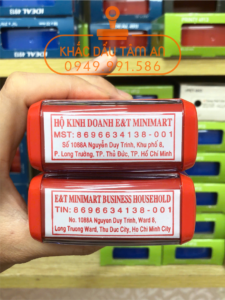 KHẮC DẤU TÂM AN
0949.991.586
HỘ KINH DOANH E&T MINIMART
MST: 8696634138-001
Số 1088A Nguyễn Duy Trinh, Khu phố 8,
P. Long Trường, TP. Thủ Đức, TP. Hồ Chí Minh
E&T MINIMART BUSINESS HOUSEHOLD
TIN: 8696634138-001
No. 1088A Nguyen Duy Trinh, Ward 8,
Long Truong Ward, Thu Duc City, Ho Chi Minh City